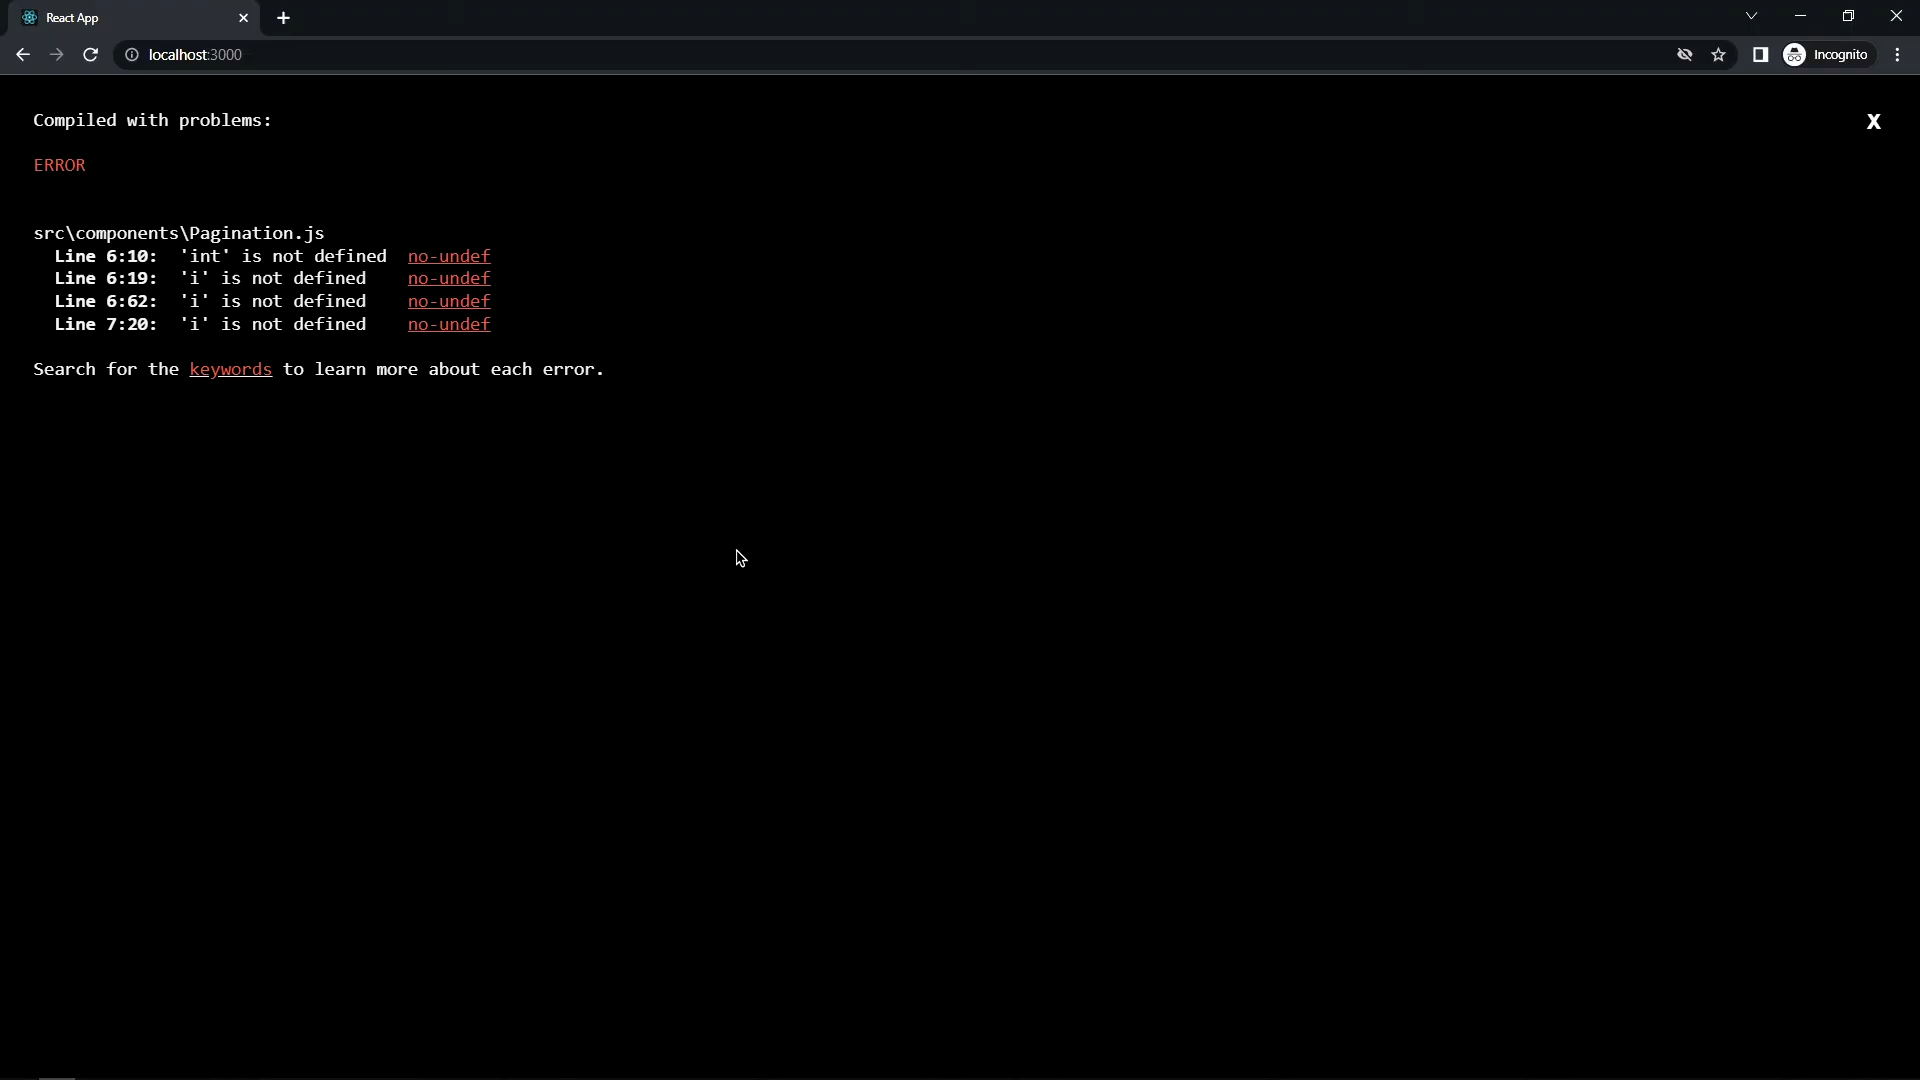 React App
localhost:3000
Incognito
Compiled with problems:
X
ERROR
src\components\Pagination.js
Line 6:10: 'int' is not defined no-undef
Line 6:19: 'i' is not defined no-undef
Line 6:62: 'i' is not defined no-undef
Line 7:20: 'i' is not defined no-undef
Search for the keywords to learn more about each error.